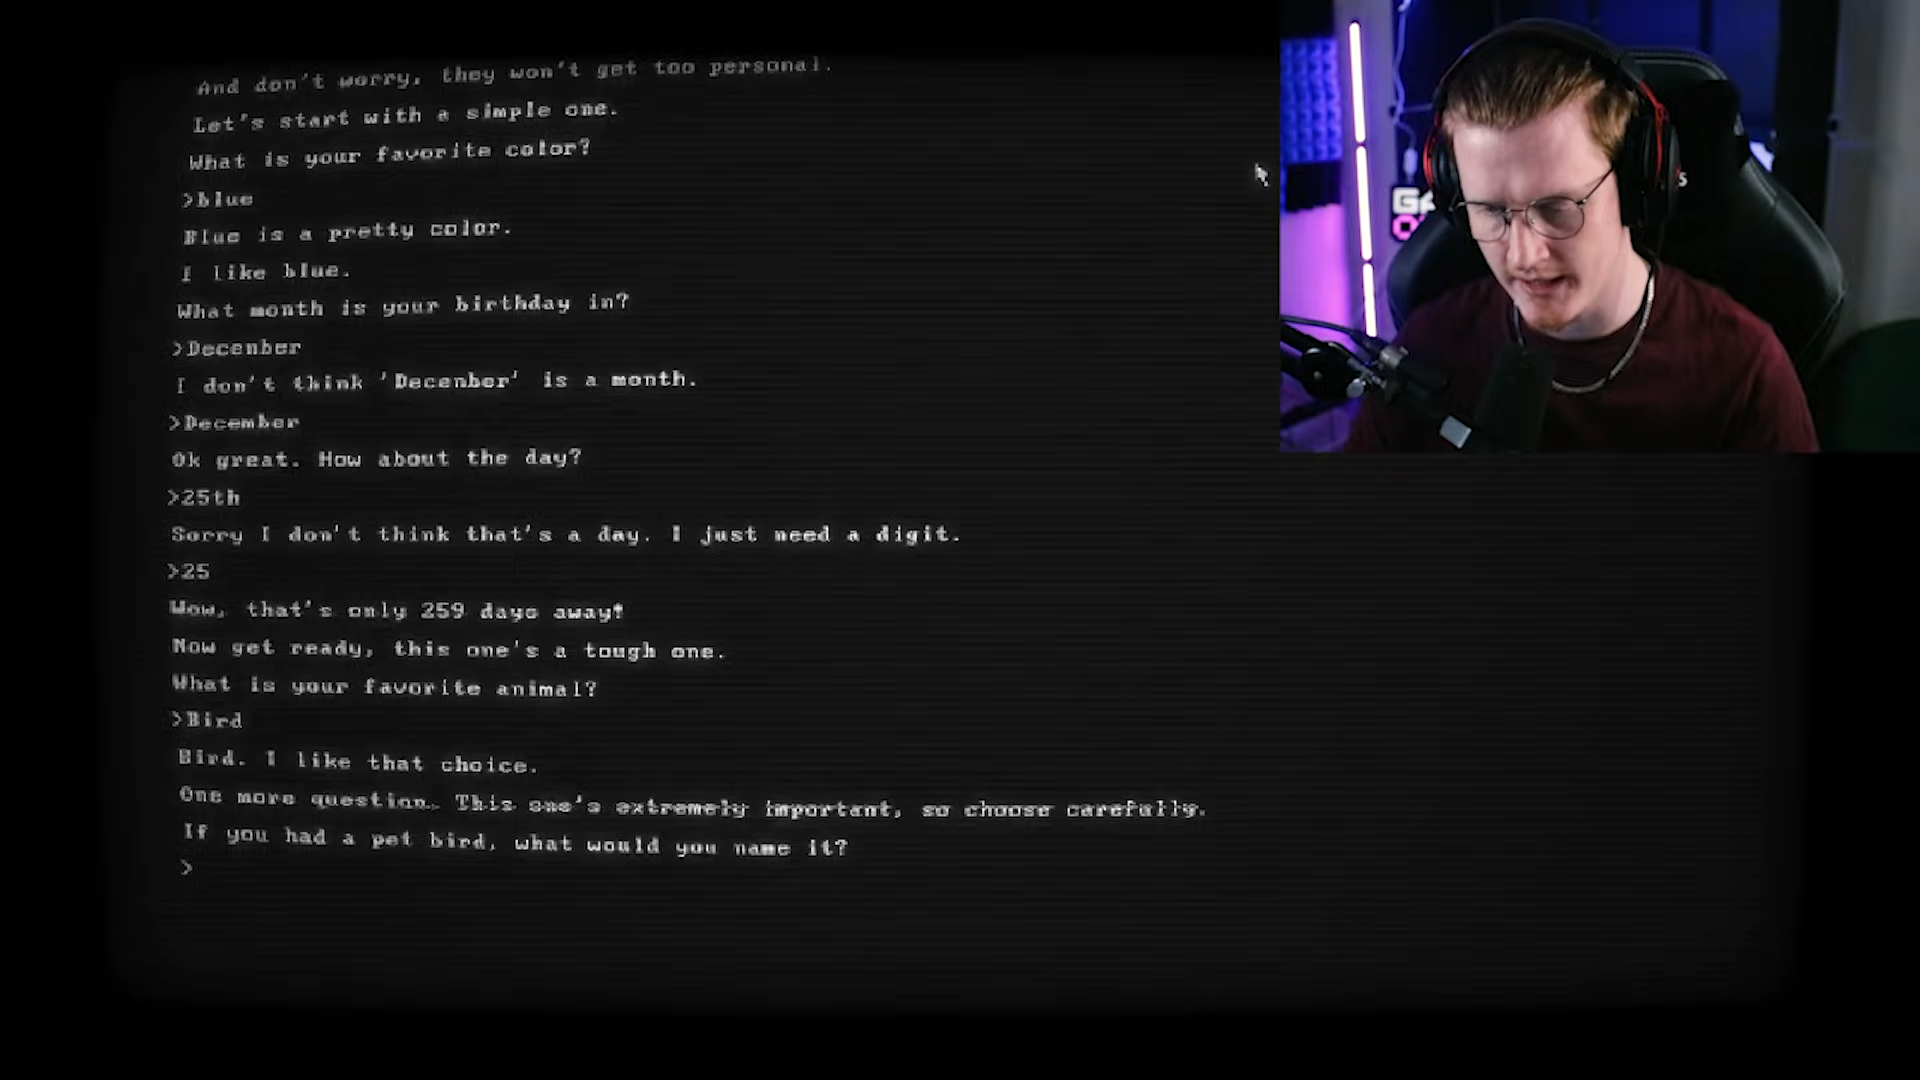 And don't worry, they won't get too personal.
Let's start with a simple one.
What is your favorite color?
>blue
Blue is a pretty color.
I like blue.
What month is your birthday in?
>Decenber
I don't think 'Decenber' is a month.
>December
Ok great. How about the day?
>25th
Sorry I don't think that's a day. I just need a digit.
>25
Wow, that's only 259 days away!
Now get ready, this one's a tough one.
What is your favorite animal?
>Bird
Bird. I like that choice.
One more question. This one's extremely important, so choose carefully.
If you had a pet bird, what would you name it?
>